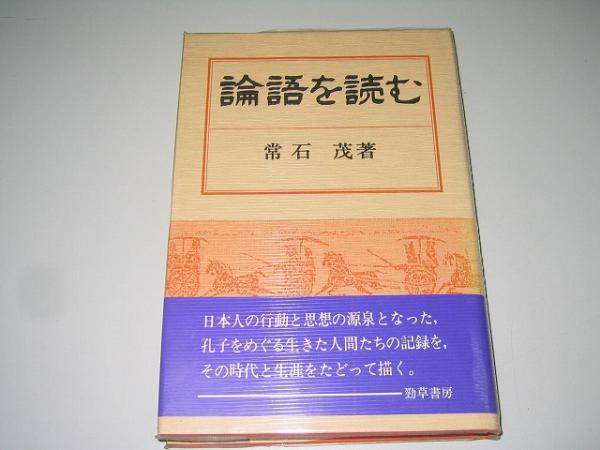 論語を読む
常石 茂著
日本人の行動と思想の源泉となった,
孔子をめぐる生きた人間たちの記録を,
その時代と生涯をたどって描く。
勁草書房